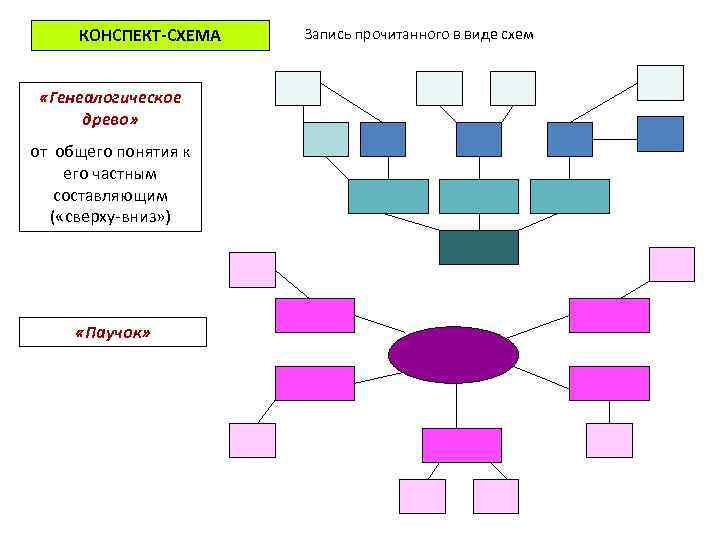 КОНСПЕКТ-СХЕМА
Запись прочитанного в виде схем
«Генеалогическое
древо»
от общего понятия к
его частным
составляющим
(«сверху-вниз»)
«Паучок»